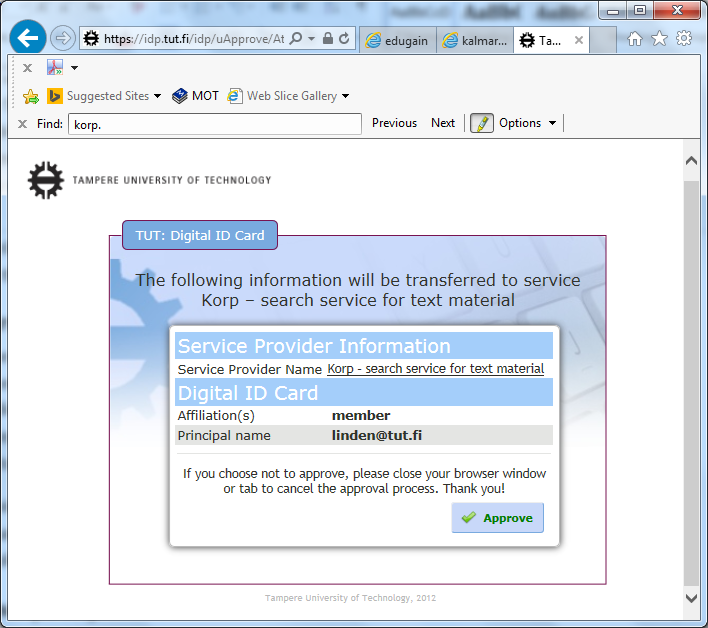 https://idp.tut.fi/idp/uApprove/At
edugain
kalmar...
Ta...
Suggested Sites
MOT
Web Slice Gallery
Find:
korp.
Previous
Next
Options
TAMPERE UNIVERSITY OF TECHNOLOGY
TUT: Digital ID Card
The following information will be transferred to service
Korp – search service for text material
Service Provider Information
Service Provider Name Korp - search service for text material
Digital ID Card
Affiliation(s) member
Principal name linden@tut.fi
If you choose not to approve, please close your browser window
or tab to cancel the approval process. Thank you!
Approve
Tampere University of Technology, 2012